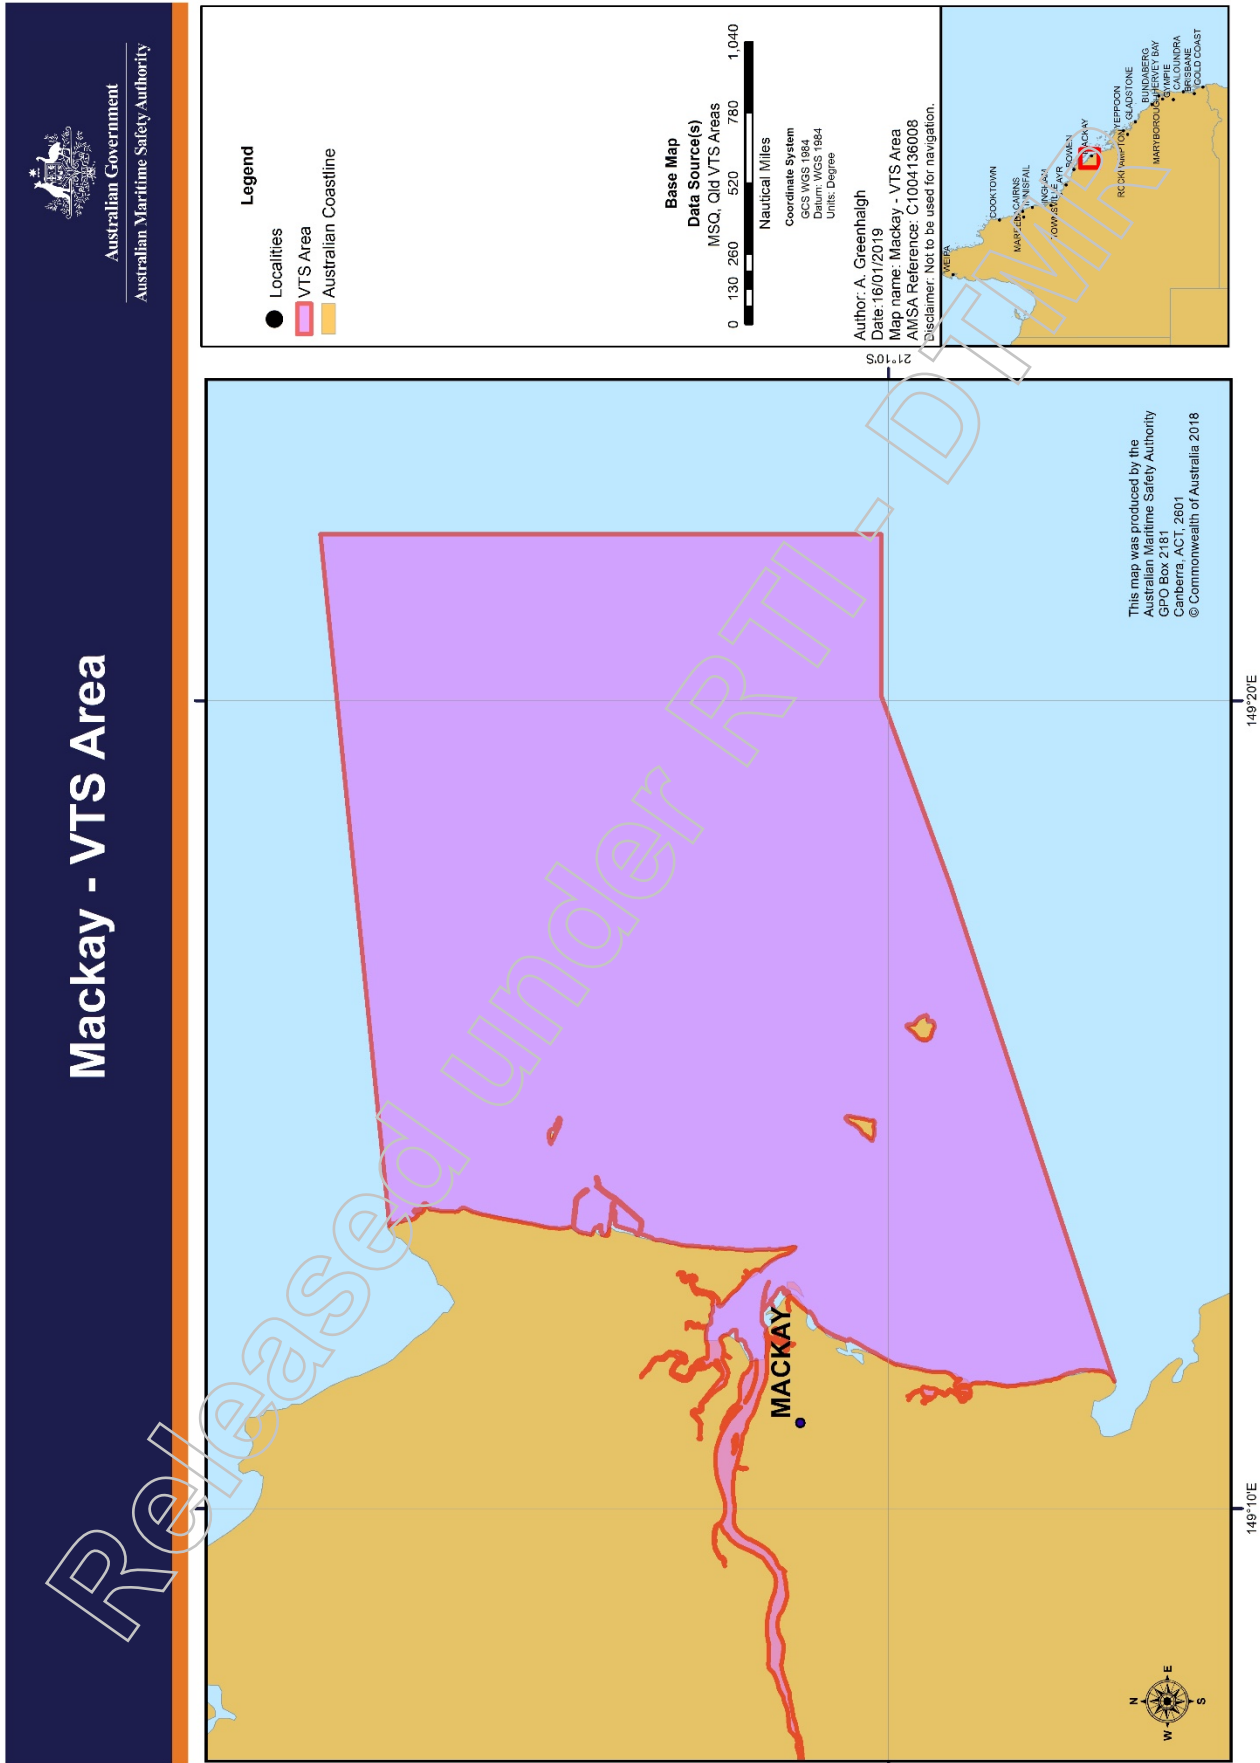 Mackay - VTS Area
Australian Government
Australian Maritime Safety Authority
Legend
Localities
VTS Area
Australian Coastline
Base Map
Data Source(s)
MSQ, Qld VTS Areas
0 130 260 520 780 1,040
Nautical Miles
Coordinate System
GCS WGS 1984
Datum: WGS 1984
Units: Degree
Author: A. Greenhalgh
Date:16/01/2019
Map name: Mackay - VTS Area
AMSA Reference: C1004136008
Disclaimer: Not to be used for navigation.
WEIPA
COOKTOWN
CAIRNS
INNISFAIL
INGHAM
TOWNSVILLE
AYR
BOWEN
MACKAY
YEPPOON
ROCKHAMPTON
GLADSTONE
BUNDABERG
HERVEY BAY
MARYBOROUGH
GYMPIE
CALOUNDRA
BRISBANE
GOLD COAST
21°10'S
MACKAY
149°10'E
149°20'E
N
W
E
S
This map was produced by the
Australian Maritime Safety Authority
GPO Box 2181
Canberra, ACT, 2601
© Commonwealth of Australia 2018
Released under RTI - DTMR